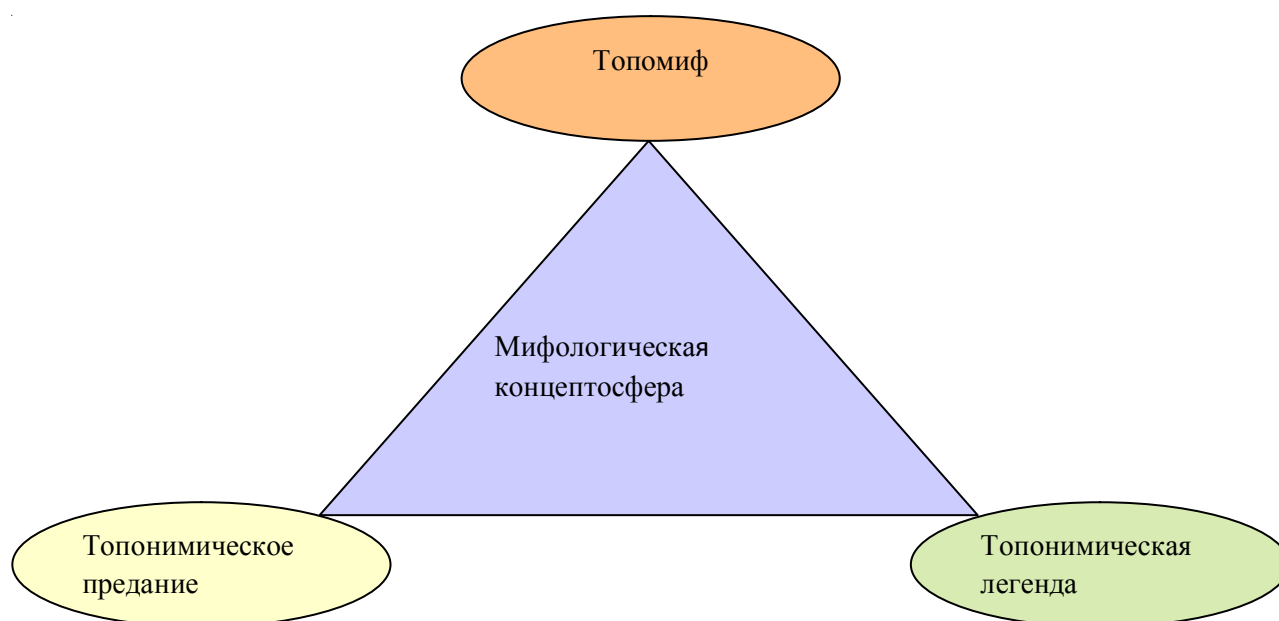 Топомиф
Мифологическая
концептосфера
Топонимическое
предание
Топонимическая
легенда